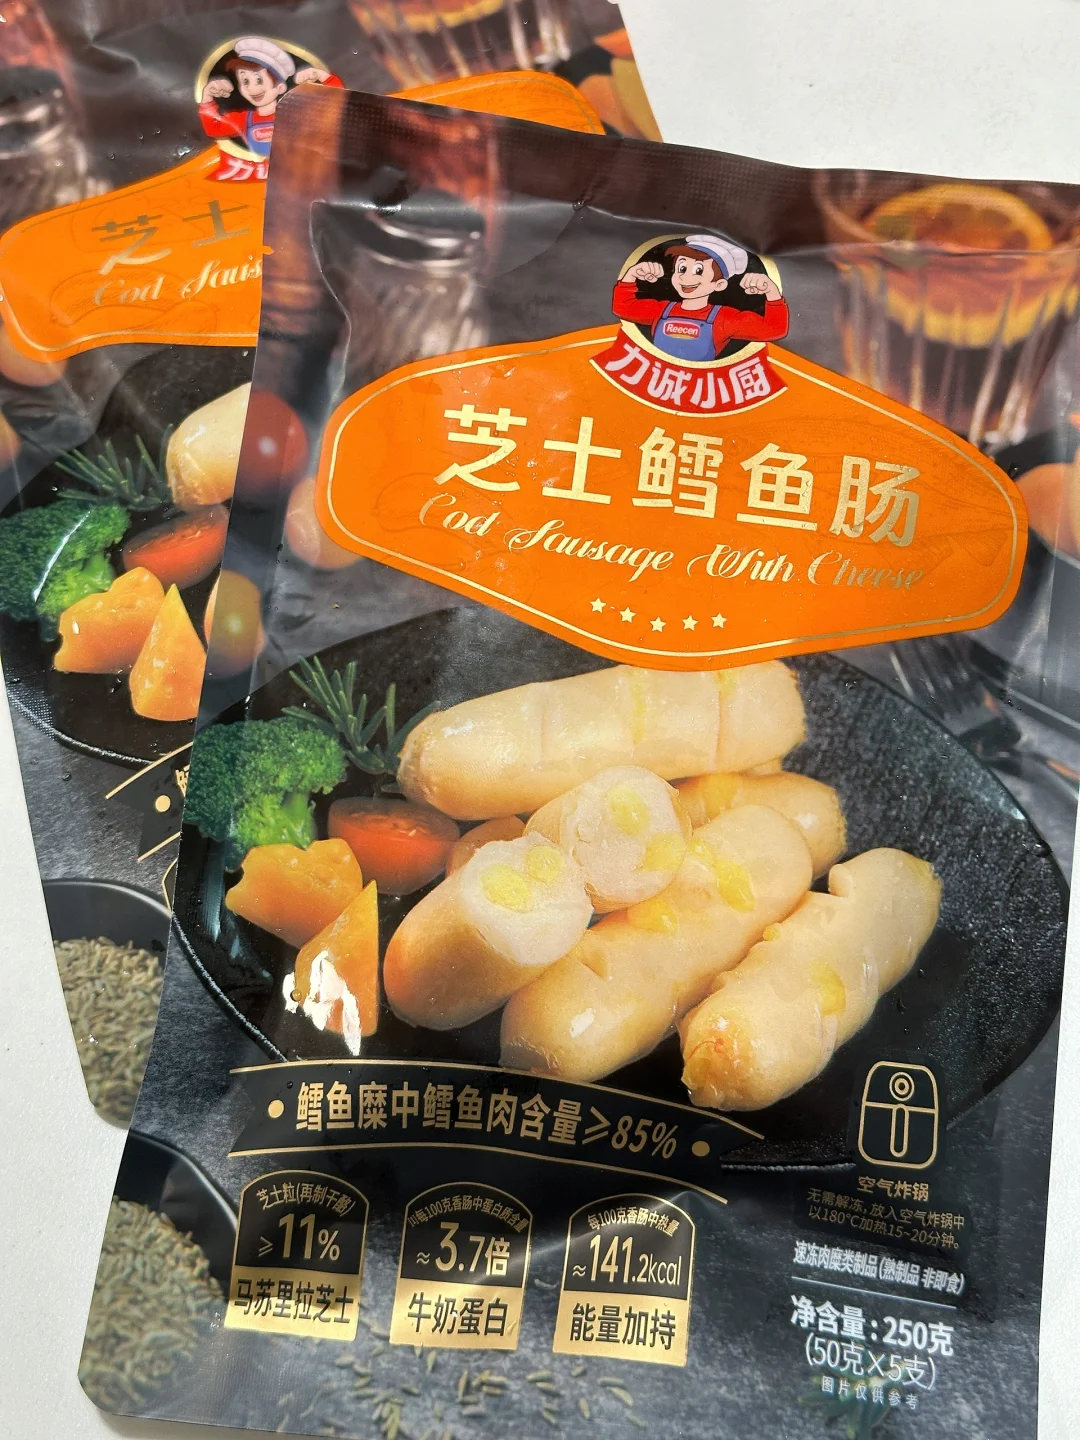 力诚
芝士
Cod Saus
Reecen
力诚小厨
芝士鳕鱼肠
Cod Sausage With Cheese
鳕鱼糜中鳕鱼肉含量≥85%
芝士粒(再制干酪)
≥11%
马苏里拉芝士
每100克香肠中蛋白质含量
≈3.7倍
牛奶蛋白
每100克香肠中热量
≈141.2kcal
能量加持
空气炸锅
无需解冻，放入空气炸锅中
以180℃加热15~20分钟。
速冻肉糜类制品(熟制品 非即食)
净含量：250克
(50克×5支)
图片仅供参考